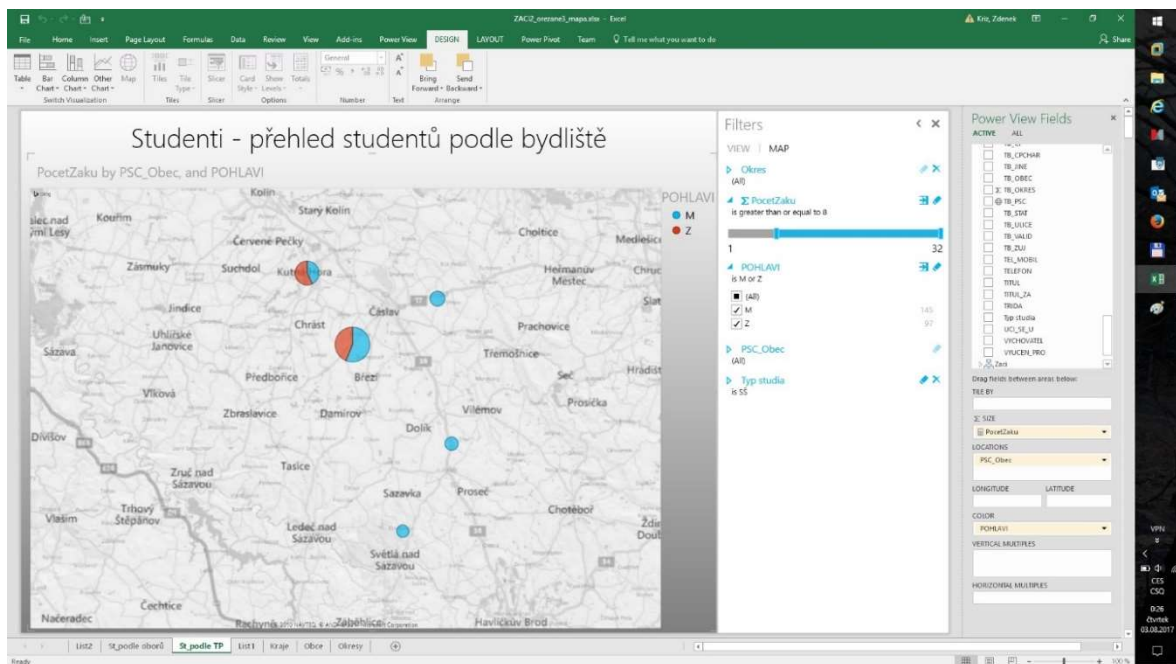 ZACI2_orezane3_mapa.xlsx - Excel
Kriz, Zdenek
File Home Insert Page Layout Formulas Data Review View Add-ins Power View DESIGN LAYOUT Power Pivot Team Tell me what you want to do
Share
General
Table Bar Column Other Map Tiles Tile Slicer Card Show Totals Bring Send
Chart Chart Chart Type Style Levels Forward Backward
Switch Visualization Tiles Slicer Options Number Text Arrange
Studenti - přehled studentů podle bydliště
PocetZaku by PSC_Obec, and POHLAVI
POHLAVI
M
Z
Kolín
Starý Kolín
Kouřim
Červené Pečky
Choltice
Zásmuky
Suchdol
Kutná Hora
Heřmanův
Městec
Jindice
Čáslav
Chrást
Prachovice
Uhlířské
Janovice
Sázava
Třemošnice
Předbořice
Březí
Seč
Vlková
Zbraslavice
Damírov
Vilémov
Prosíčka
Dolík
Divišov
Tasice
Zruč nad
Sázavou
Sázavka
Proseč
Trhový
Štěpánov
Vlašim
Chotěboř
Ledeč nad
Sázavou
Světlá nad
Sázavou
Čechtice
Načeradec
Havlíčkův Brod
Filters
VIEW | MAP
Okres
(All)
Σ PocetZaku
is greater than or equal to 8
1 32
POHLAVI
is M or Z
(All)
M 145
Z 97
PSC_Obec
(All)
Typ studia
is SŠ
Power View Fields
ACTIVE ALL
TB_CPCHAR
TB_JINE
TB_OBEC
Σ TB_OKRES
TB_PSC
TB_STAT
TB_ULICE
TB_VALID
TB_ZUJ
TEL_MOBIL
TELEFON
TITUL
TITUL_ZA
TRIDA
Typ studia
UCI_SE_U
VYCHOVATEL
VYUCEN_PRO
Drag fields between areas below:
TILE BY
Σ SIZE
PocetZaku
LOCATIONS
PSC_Obec
LONGITUDE LATITUDE
COLOR
POHLAVI
VERTICAL MULTIPLES
HORIZONTAL MULTIPLES
List2 St_podle oborů St_podle TP List1 Kraje Obce Okresy
Ready
100 %
VPN
CES
CSQ
0:26
čtvrtek
03.08.2017